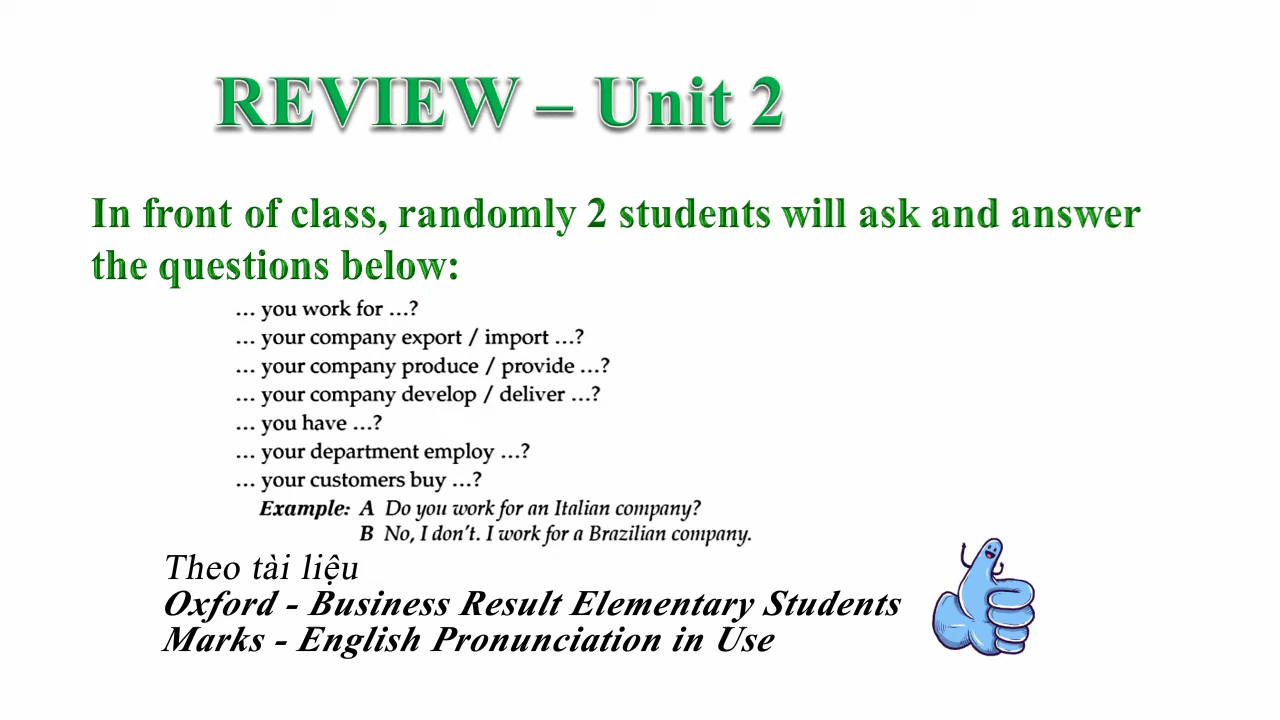 REVIEW – Unit 2
In front of class, randomly 2 students will ask and answer
the questions below:
… you work for …?
… your company export / import …?
… your company produce / provide …?
… your company develop / deliver …?
… you have …?
… your department employ …?
… your customers buy …?
Example: A Do you work for an Italian company?
B No, I don't. I work for a Brazilian company.
Theo tài liệu
Oxford - Business Result Elementary Students
Marks - English Pronunciation in Use